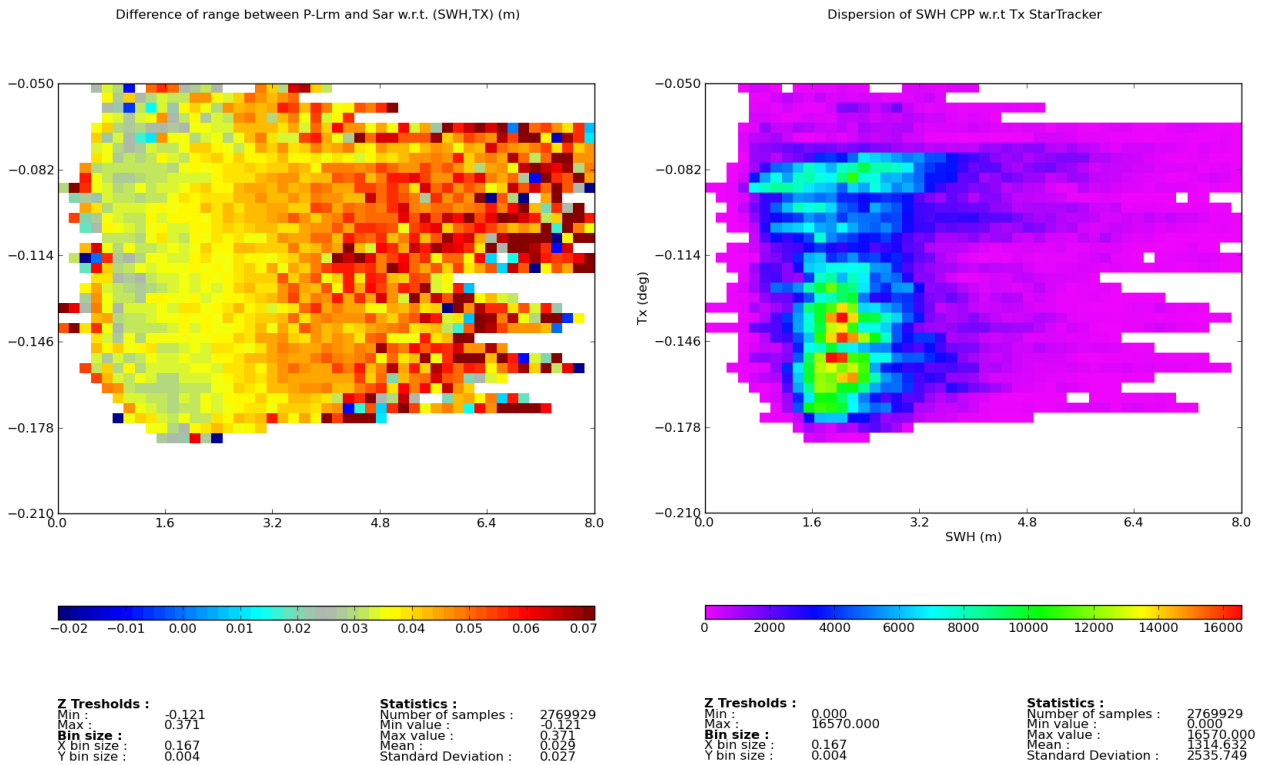 Difference of range between P-Lrm and Sar w.r.t. (SWH,TX) (m)
−0.050
−0.082
−0.114
−0.146
−0.178
−0.210
0.0 1.6 3.2 4.8 6.4 8.0
−0.02 −0.01 0.00 0.01 0.02 0.03 0.04 0.05 0.06 0.07
Z Tresholds :
Min : -0.121
Max : 0.371
Bin size :
X bin size : 0.167
Y bin size : 0.004
Statistics :
Number of samples : 2769929
Min value : -0.121
Max value : 0.371
Mean : 0.029
Standard Deviation : 0.027
Dispersion of SWH CPP w.r.t Tx StarTracker
Tx (deg)
−0.050
−0.082
−0.114
−0.146
−0.178
−0.210
0.0 1.6 3.2 4.8 6.4 8.0
SWH (m)
0 2000 4000 6000 8000 10000 12000 14000 16000
Z Tresholds :
Min : 0.000
Max : 16570.000
Bin size :
X bin size : 0.167
Y bin size : 0.004
Statistics :
Number of samples : 2769929
Min value : 0.000
Max value : 16570.000
Mean : 1314.632
Standard Deviation : 2535.749